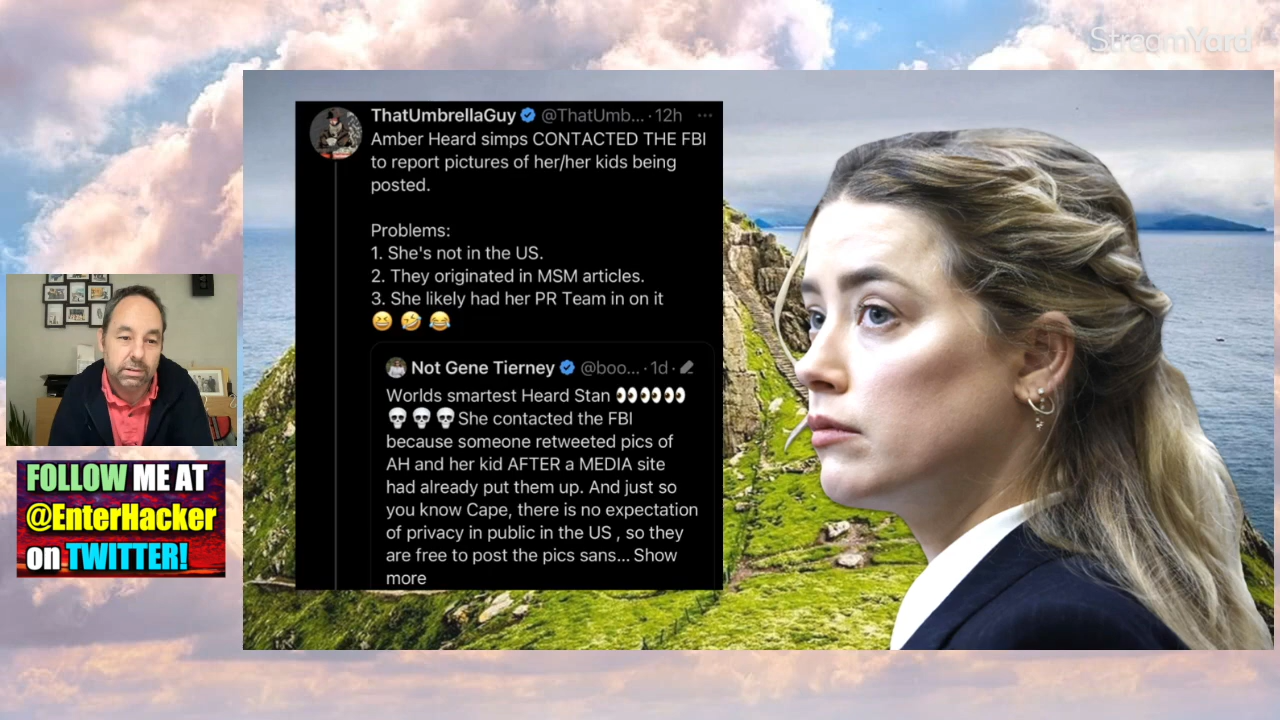 StreamYard
ThatUmbrellaGuy @ThatUmb... · 12h ...
Amber Heard simps CONTACTED THE FBI
to report pictures of her/her kids being
posted.
Problems:
1. She's not in the US.
2. They originated in MSM articles.
3. She likely had her PR Team in on it
😆 🤣 😂
Not Gene Tierney @boo... · 1d ·
Worlds smartest Heard Stan 👀👀👀
💀💀💀She contacted the FBI
because someone retweeted pics of
AH and her kid AFTER a MEDIA site
had already put them up. And just so
you know Cape, there is no expectation
of privacy in public in the US , so they
are free to post the pics sans... Show
more
FOLLOW ME AT
@EnterHacker
on TWITTER!